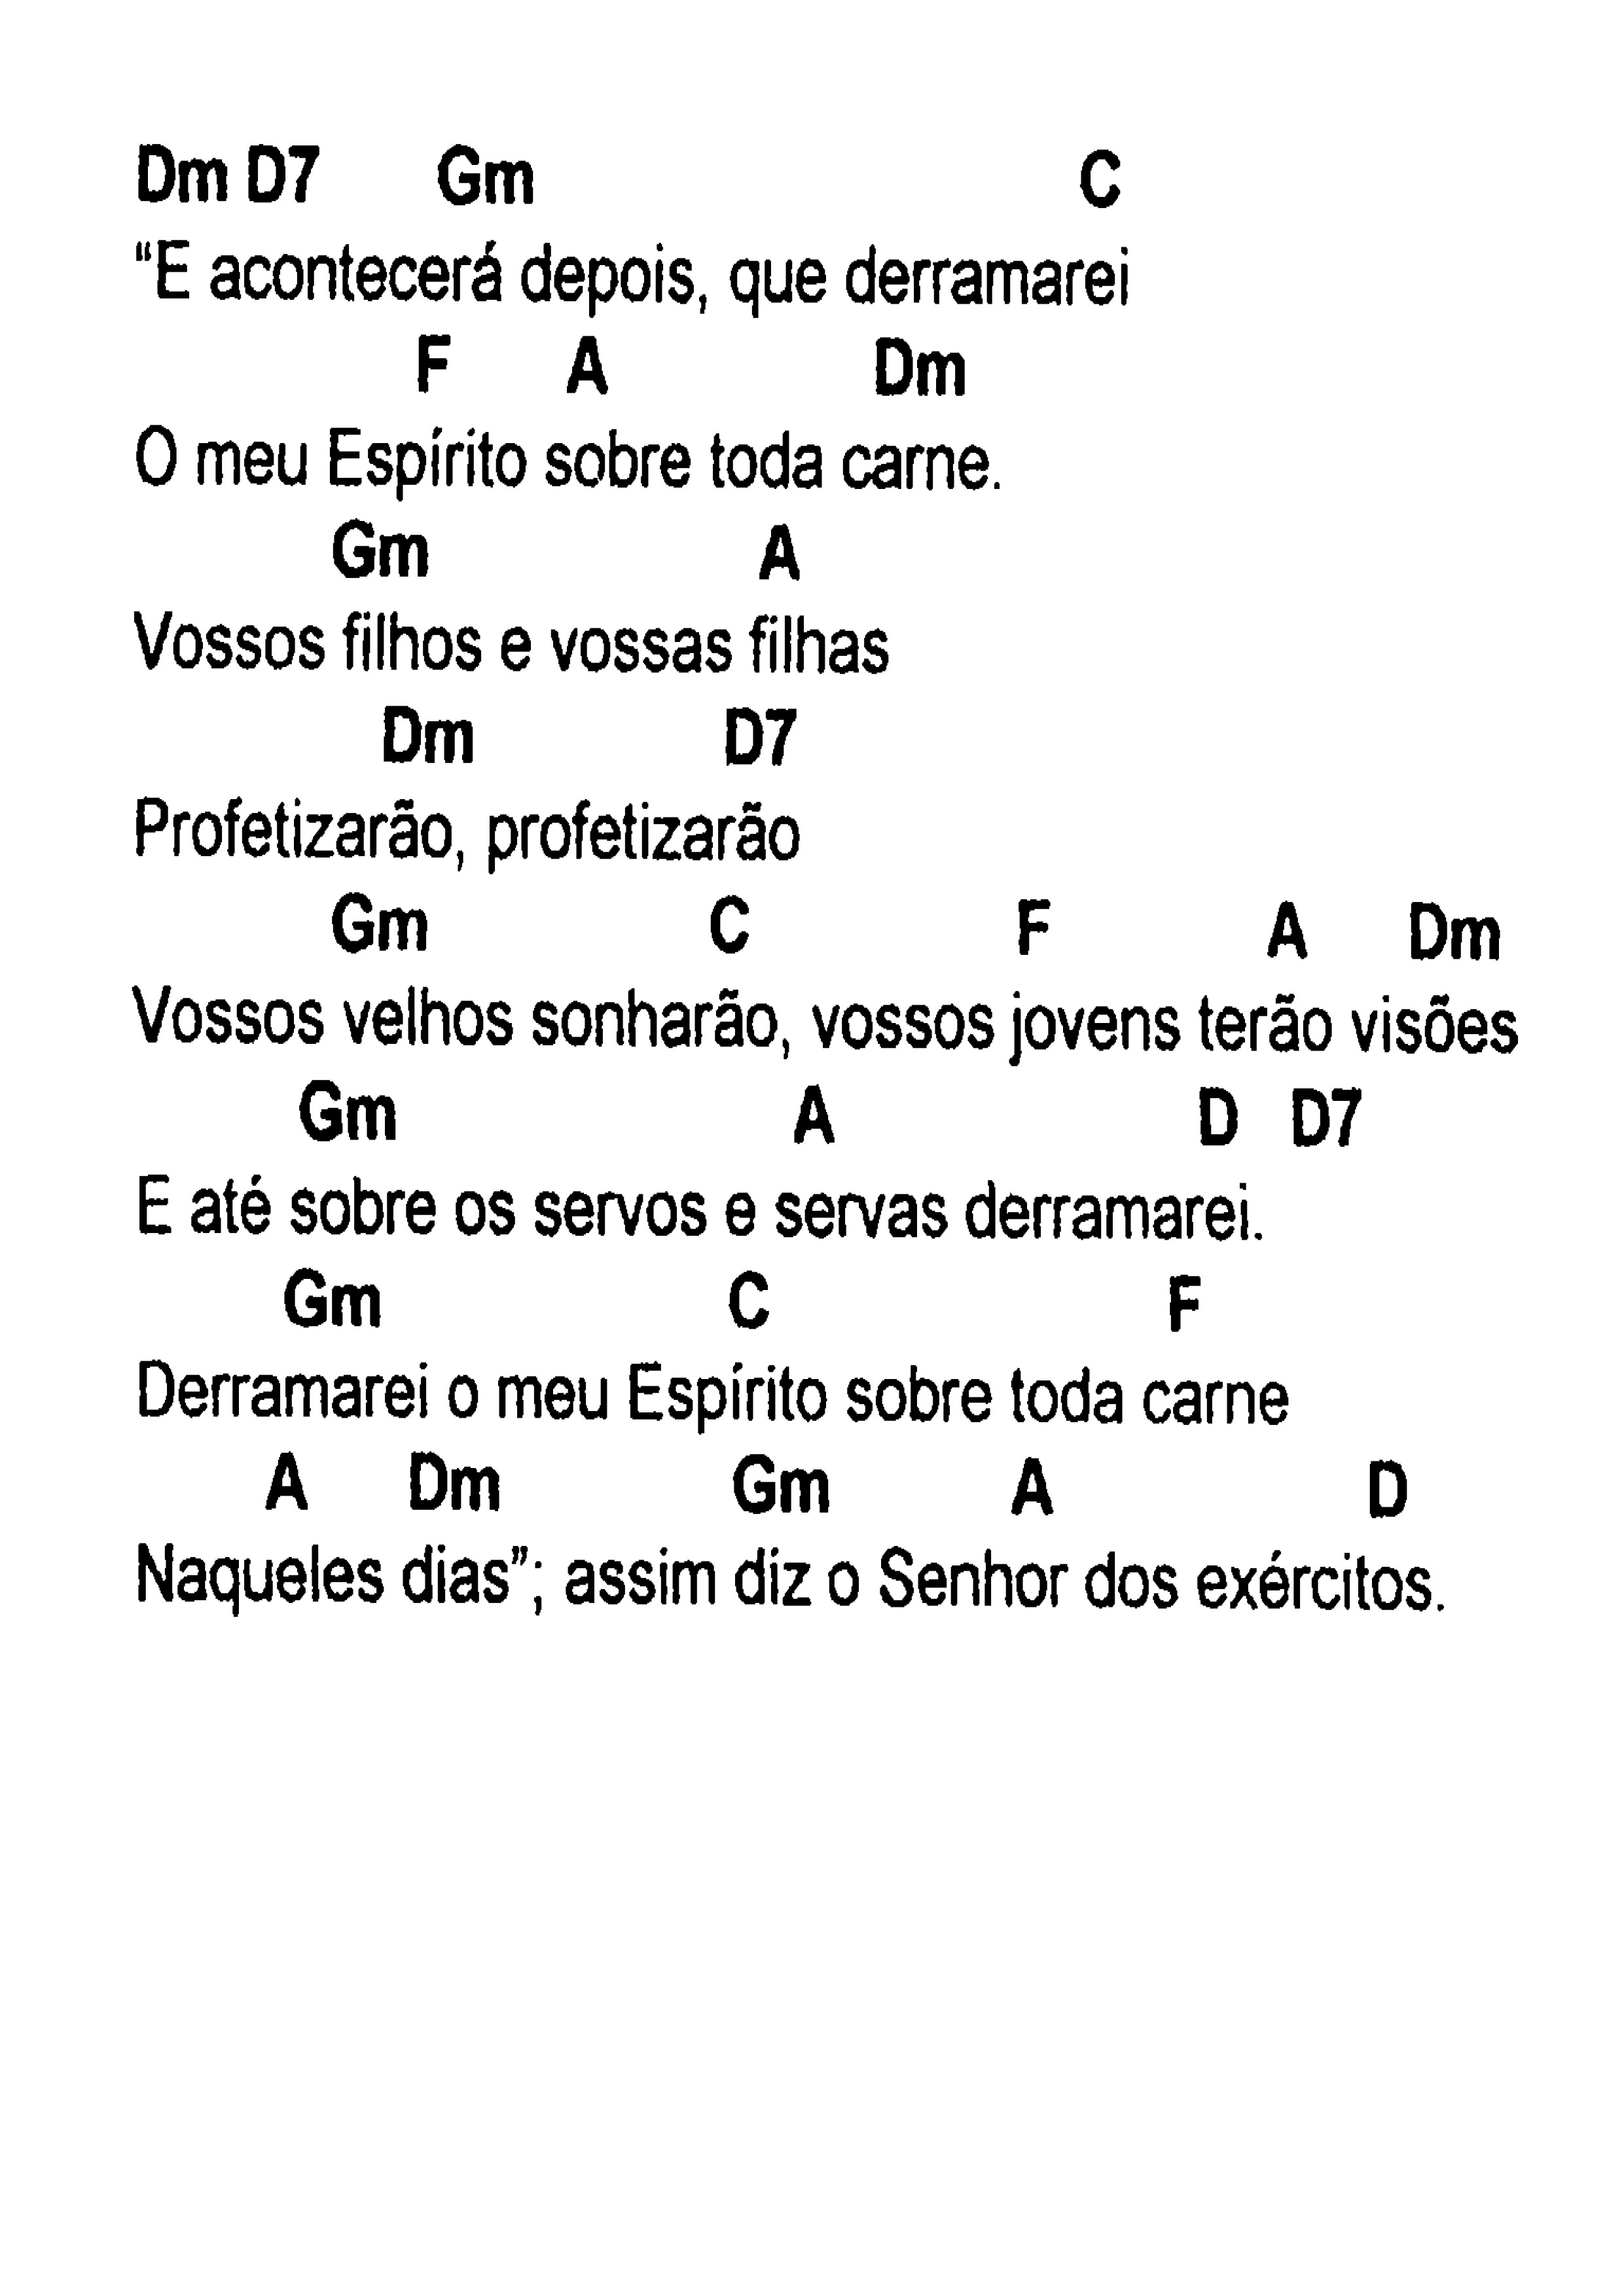 Dm D7 Gm C
“E acontecerá depois, que derramarei
F A Dm
O meu Espírito sobre toda carne.
Gm A
Vossos filhos e vossas filhas
Dm D7
Profetizarão, profetizarão
Gm C F A Dm
Vossos velhos sonharão, vossos jovens terão visões
Gm A D D7
E até sobre os servos e servas derramarei.
Gm C F
Derramarei o meu Espírito sobre toda carne
A Dm Gm A D
Naqueles dias”; assim diz o Senhor dos exércitos.